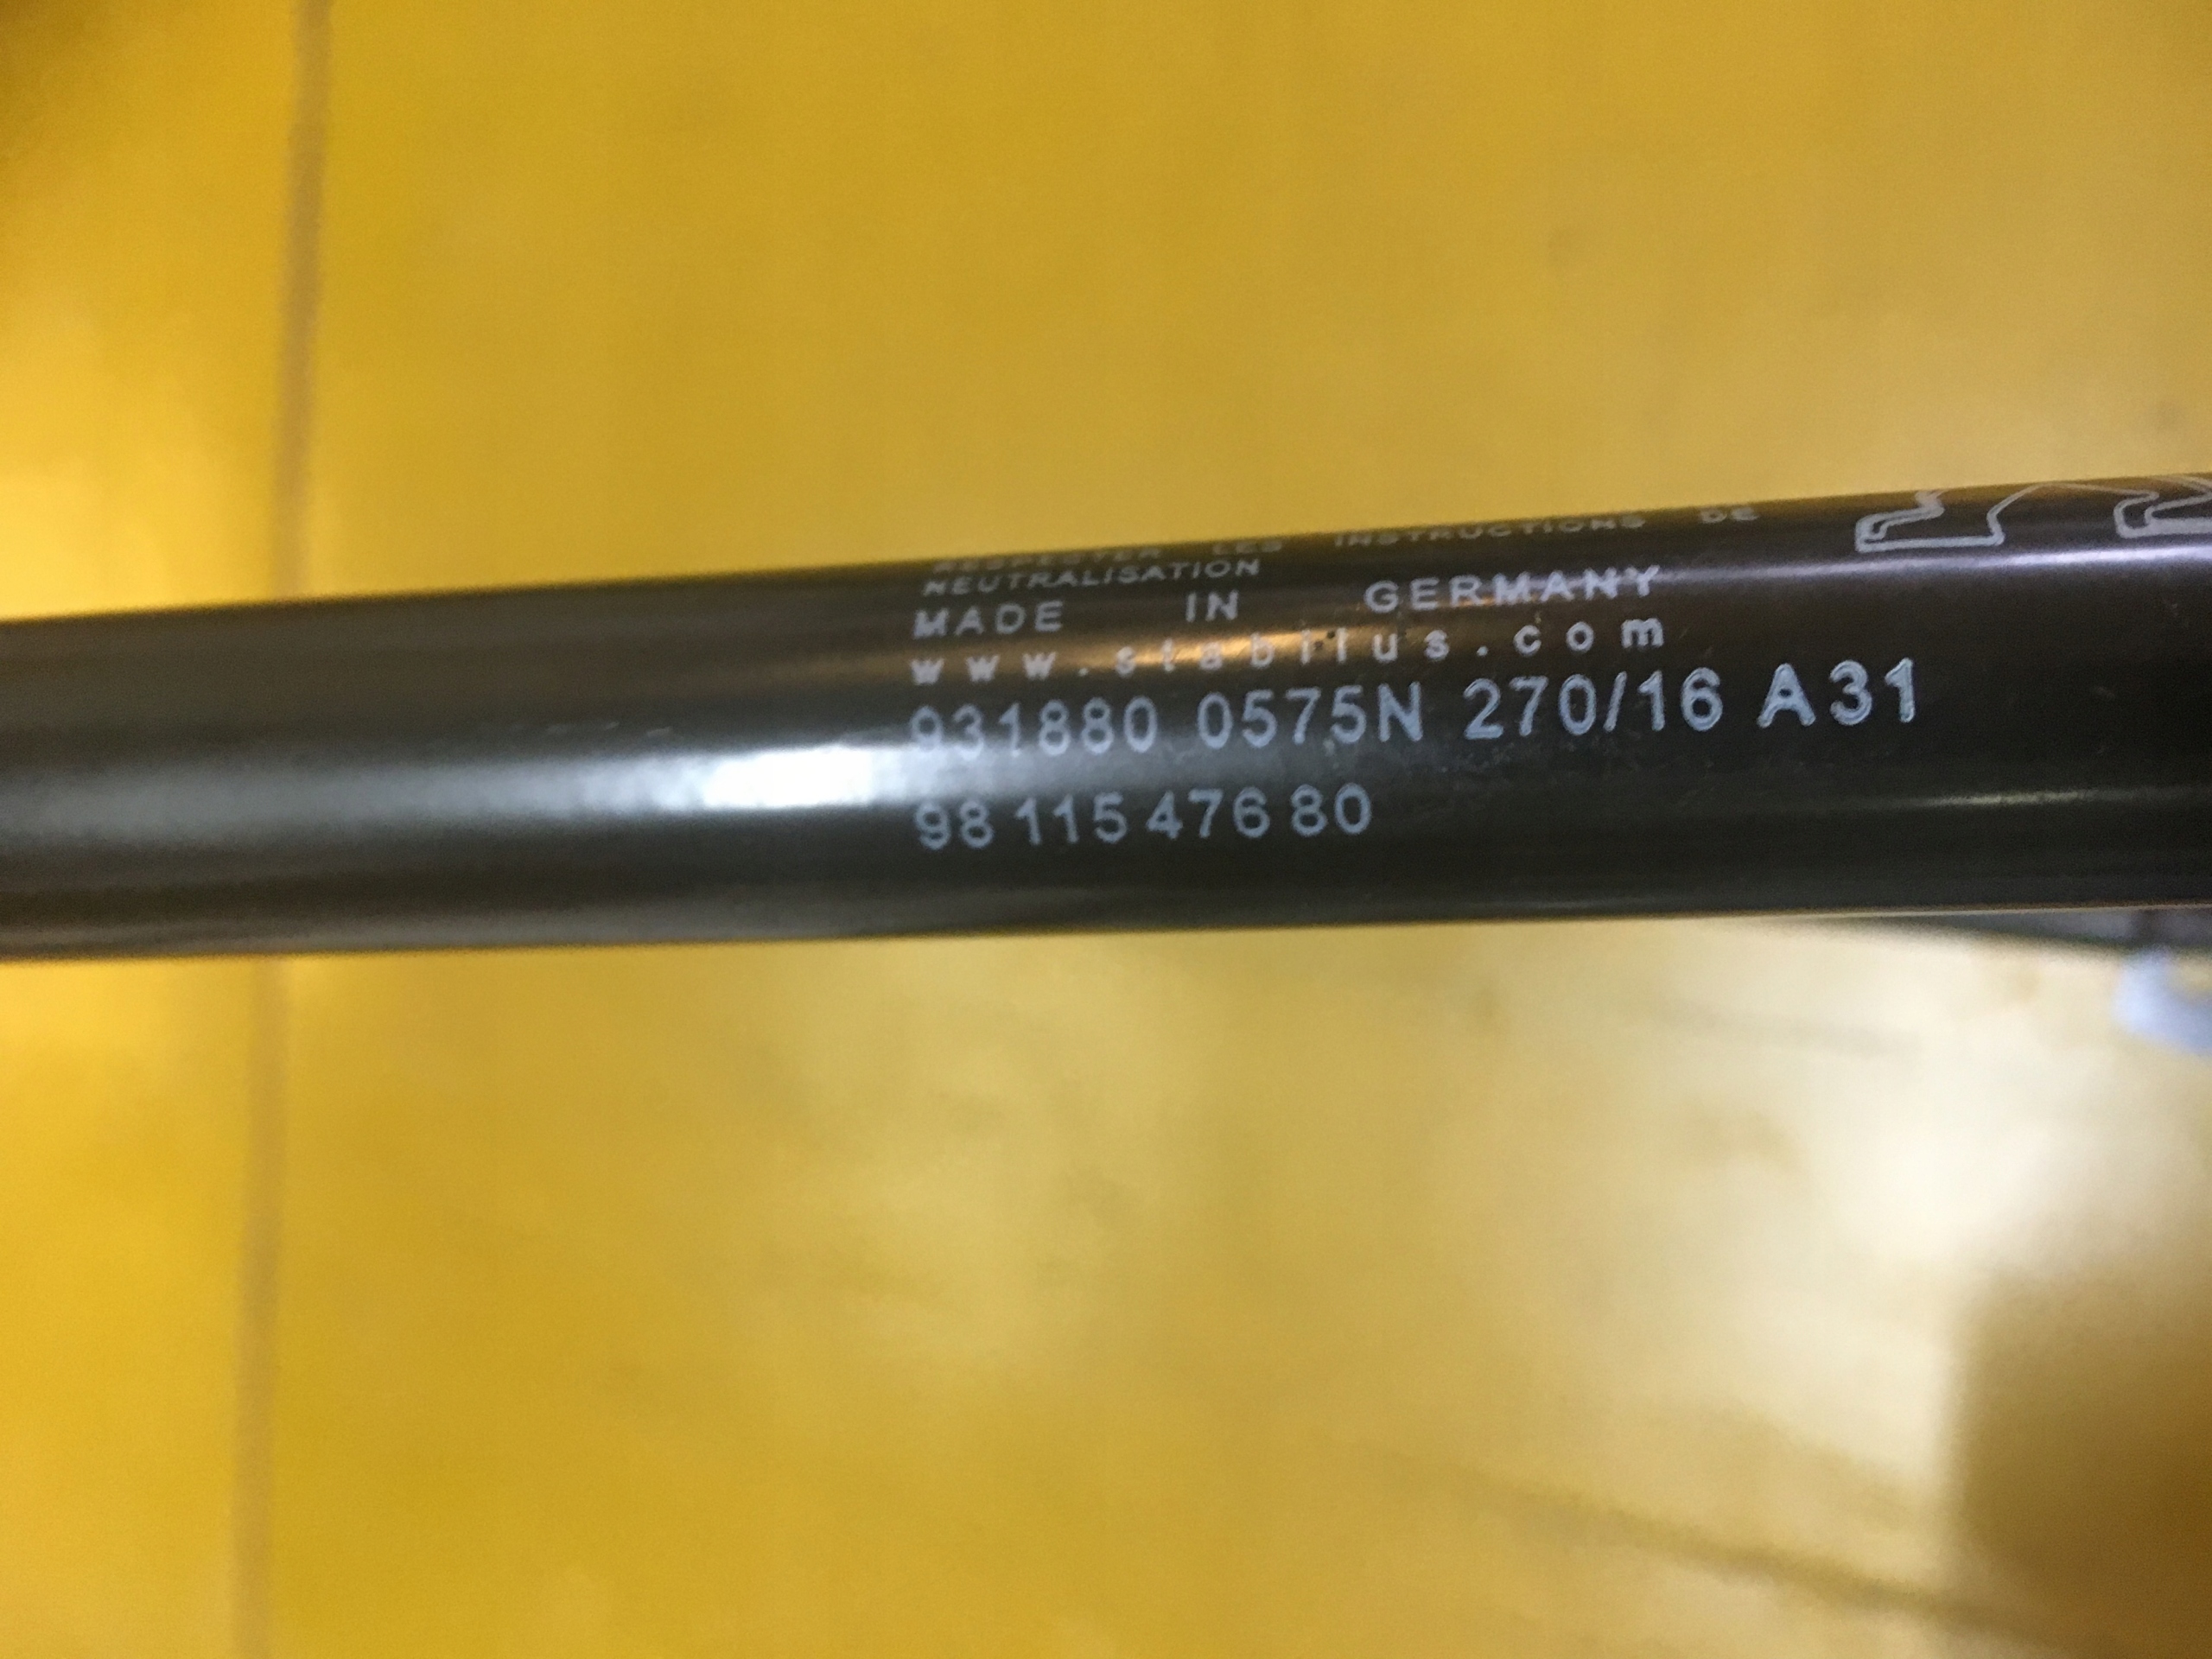 RESPECTER LES INSTRUCTIONS DE
NEUTRALISATION
MADE IN GERMANY
www.stabilus.com
931880 0575N 270/16 A31
98 115 476 80